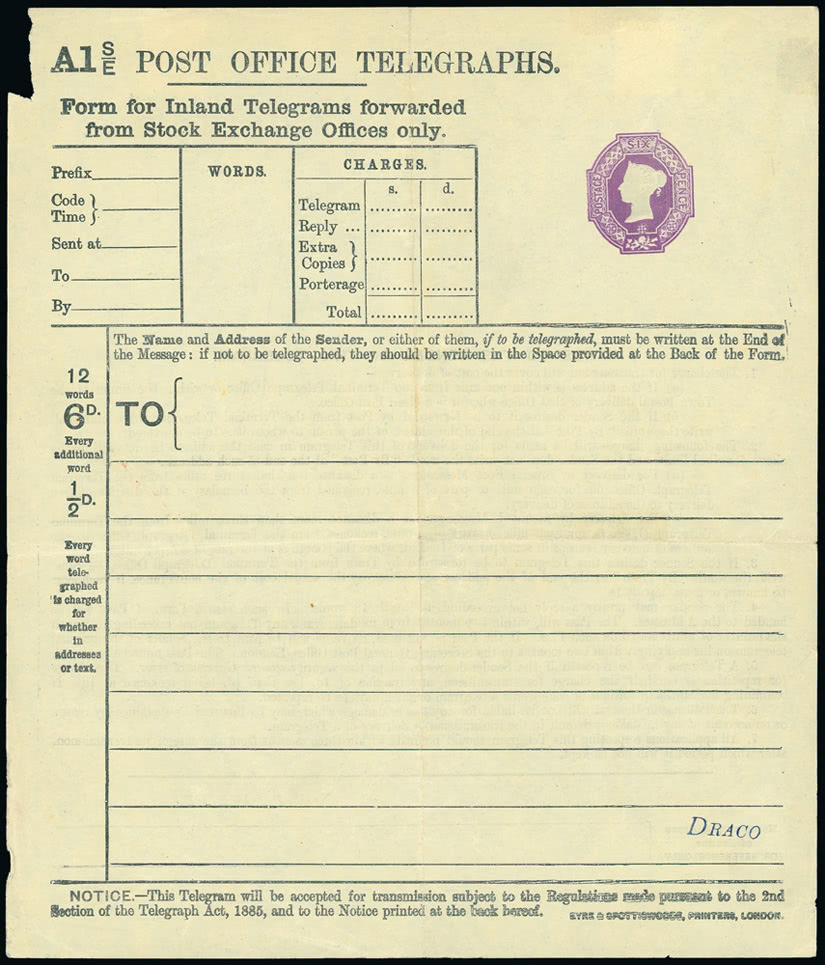 A1 S/E POST OFFICE TELEGRAPHS.
Form for Inland Telegrams forwarded
from Stock Exchange Offices only.
Prefix
Code
Time
Sent at
To
By
WORDS.
CHARGES.
s. d.
Telegram
Reply ...
Extra
Copies
Porterage
Total
SIX
POSTAGE
PENCE
The Name and Address of the Sender, or either of them, if to be telegraphed, must be written at the End of
the Message: if not to be telegraphed, they should be written in the Space provided at the Back of the Form.
12
words
6D.
Every
additional
word
1/2 D.
Every
word
tele-
graphed
is charged
for
whether
in
addresses
or text.
TO
DRACO
NOTICE.—This Telegram will be accepted for transmission subject to the Regulations made pursuant to the 2nd
Section of the Telegraph Act, 1885, and to the Notice printed at the back hereof.
EYRE & SPOTTISWOODE, PRINTERS, LONDON.